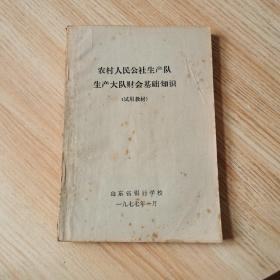 农村人民公社生产队
生产大队财会基础知识
(试用教材)
山东省银行学校
一九七七年一月